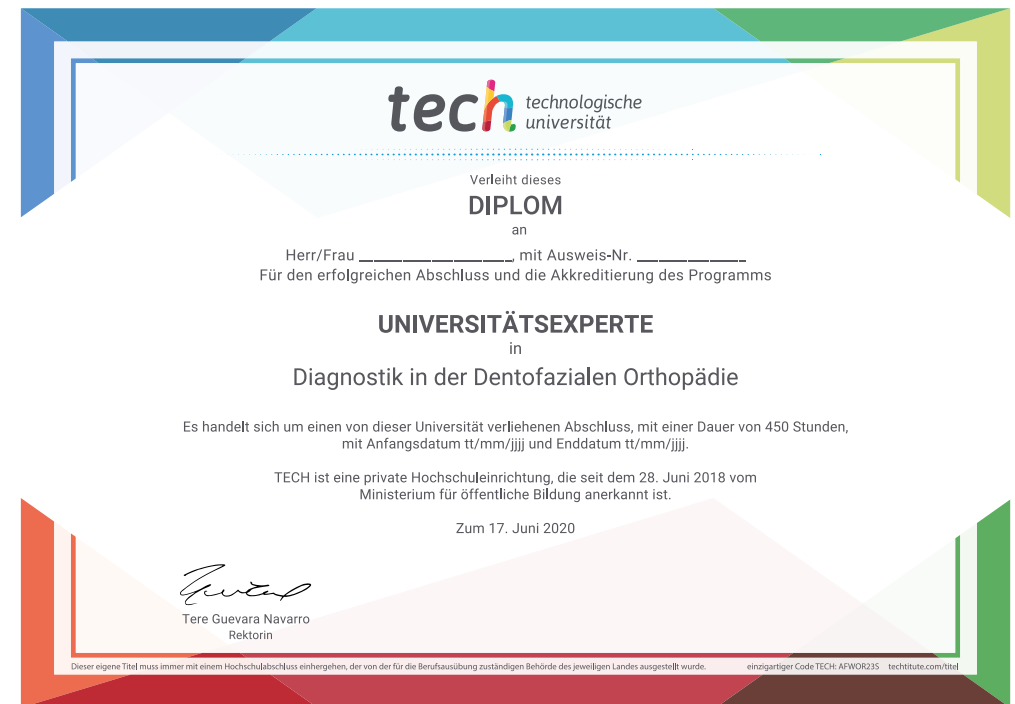 tech technologische
universität
Verleiht dieses
DIPLOM
an
Herr/Frau ____________________, mit Ausweis-Nr. ______________
Für den erfolgreichen Abschluss und die Akkreditierung des Programms
UNIVERSITÄTSEXPERTE
in
Diagnostik in der Dentofazialen Orthopädie
Es handelt sich um einen von dieser Universität verliehenen Abschluss, mit einer Dauer von 450 Stunden,
mit Anfangsdatum tt/mm/jjjj und Enddatum tt/mm/jjjj.
TECH ist eine private Hochschuleinrichtung, die seit dem 28. Juni 2018 vom
Ministerium für öffentliche Bildung anerkannt ist.
Zum 17. Juni 2020
Tere Guevara Navarro
Rektorin
Dieser eigene Titel muss immer mit einem Hochschulabschluss einhergehen, der von der für die Berufsausübung zuständigen Behörde des jeweiligen Landes ausgestellt wurde. einzigartiger Code TECH: AFWOR23S techtitute.com/titel